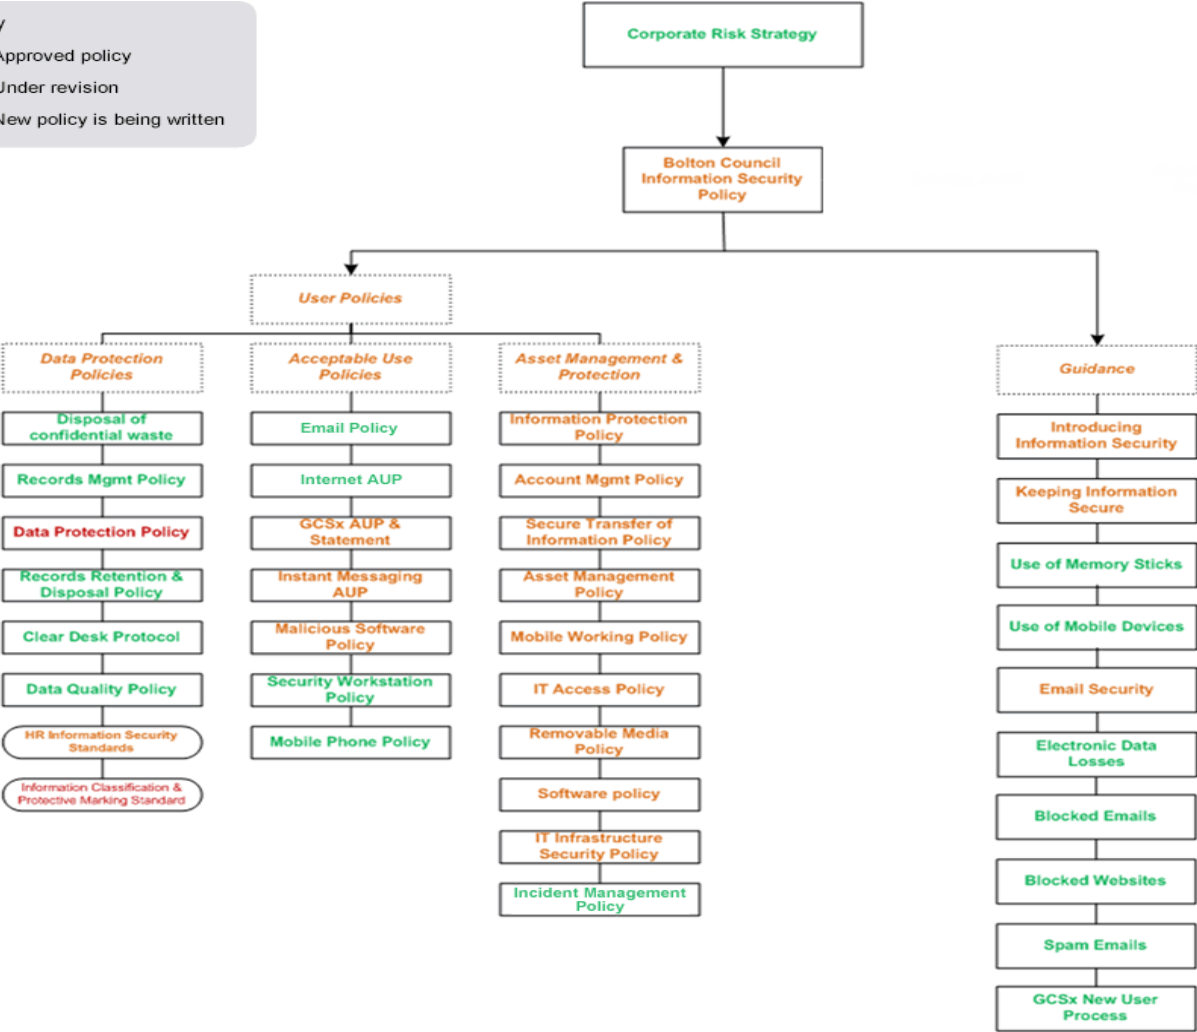 y
Approved policy
Under revision
New policy is being written
Corporate Risk Strategy
Bolton Council
Information Security
Policy
User Policies
Data Protection
Policies
Disposal of
confidential waste
Records Mgmt Policy
Data Protection Policy
Records Retention &
Disposal Policy
Clear Desk Protocol
Data Quality Policy
HR Information Security
Standards
Information Classification &
Protective Marking Standard
Acceptable Use
Policies
Email Policy
Internet AUP
GCSx AUP &
Statement
Instant Messaging
AUP
Malicious Software
Policy
Security Workstation
Policy
Mobile Phone Policy
Asset Management &
Protection
Information Protection
Policy
Account Mgmt Policy
Secure Transfer of
Information Policy
Asset Management
Policy
Mobile Working Policy
IT Access Policy
Removable Media
Policy
Software policy
IT Infrastructure
Security Policy
Incident Management
Policy
Guidance
Introducing
Information Security
Keeping Information
Secure
Use of Memory Sticks
Use of Mobile Devices
Email Security
Electronic Data
Losses
Blocked Emails
Blocked Websites
Spam Emails
GCSx New User
Process